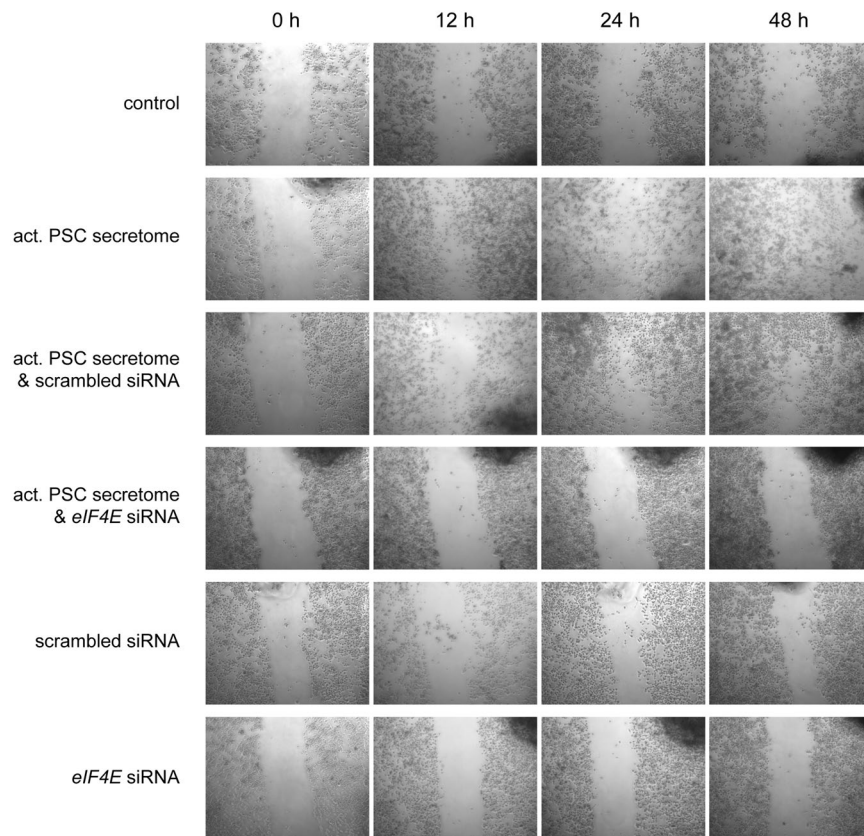 0 h 12 h 24 h 48 h
control
act. PSC secretome
act. PSC secretome
& scrambled siRNA
act. PSC secretome
& eIF4E siRNA
scrambled siRNA
eIF4E siRNA